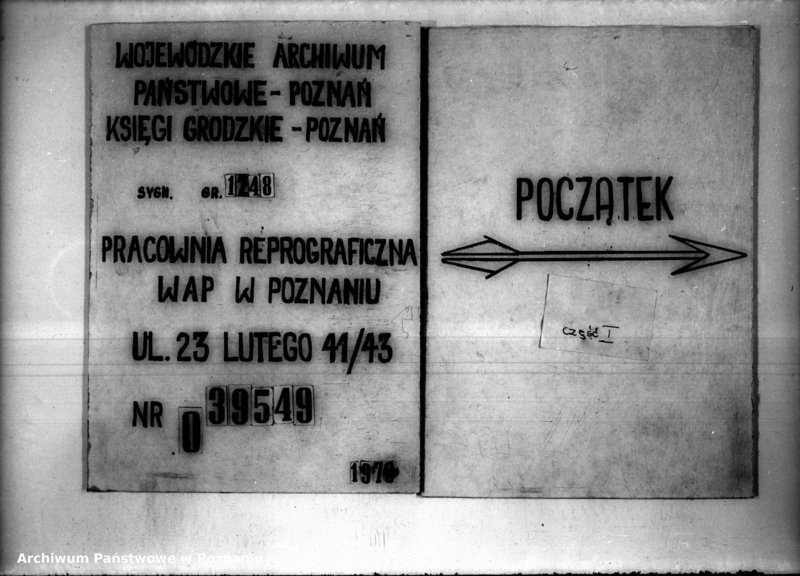 WOJEWÓDZKIE ARCHIWUM
PAŃSTWOWE - POZNAŃ
KSIĘGI GRODZKIE - POZNAŃ
SYGN. GR. 1248
PRACOWNIA REPROGRAFICZNA
WAP W POZNANIU
UL. 23 LUTEGO 41/43
NR 039549
POCZĄTEK
część I
Archiwum Państwowe w Poznaniu